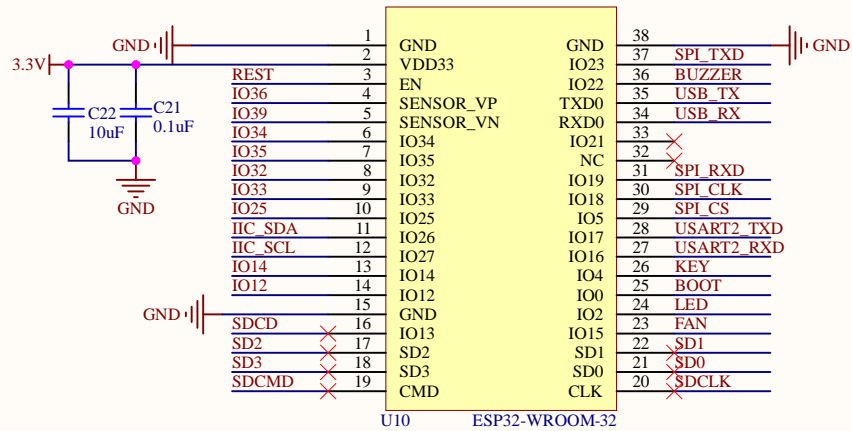 GND 1 GND GND 38 GND
3.3V 2 VDD33 IO23 37 SPI_TXD
REST 3 EN IO22 36 BUZZER
IO36 4 SENSOR_VP TXD0 35 USB_TX
IO39 5 SENSOR_VN RXD0 34 USB_RX
IO34 6 IO34 IO21 33
IO35 7 IO35 NC 32
IO32 8 IO32 IO19 31 SPI_RXD
IO33 9 IO33 IO18 30 SPI_CLK
IO25 10 IO25 IO5 29 SPI_CS
IIC_SDA 11 IO26 IO17 28 USART2_TXD
IIC_SCL 12 IO27 IO16 27 USART2_RXD
IO14 13 IO14 IO4 26 KEY
IO12 14 IO12 IO0 25 BOOT
GND 15 GND IO2 24 LED
SDCD 16 IO13 IO15 23 FAN
SD2 17 SD2 SD1 22 SD1
SD3 18 SD3 SD0 21 SD0
SDCMD 19 CMD CLK 20 SDCLK
C22
10uF
C21
0.1uF
GND
U10 ESP32-WROOM-32